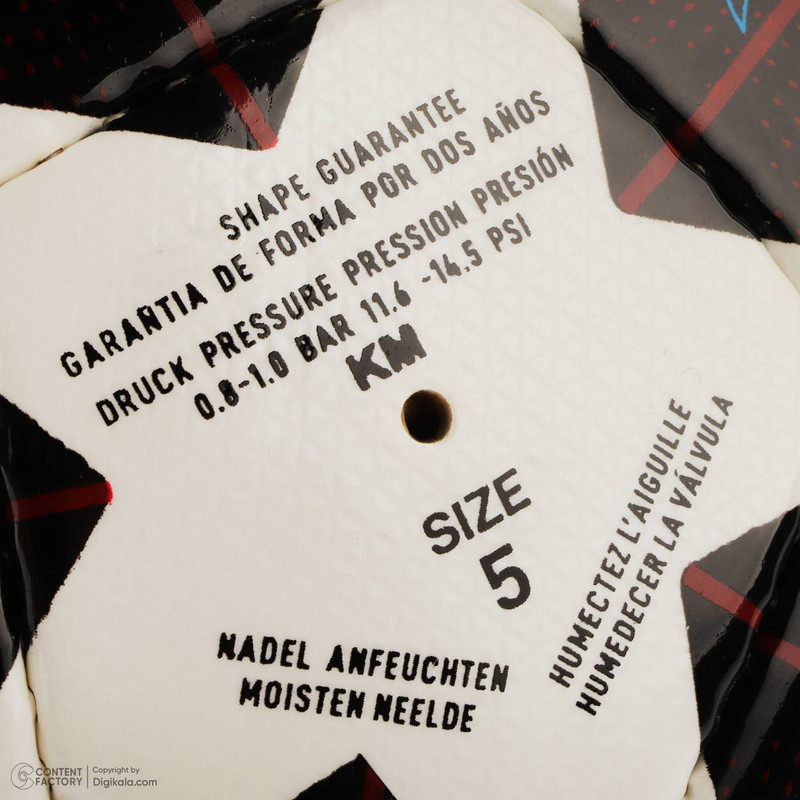 SHAPE GUARANTEE
GARAÑTIA DE FORMA POR DOS AÑOS
DRUCK PRESSURE PRESSION PRESIÓN
0.8-1.0 BAR 11.6 -14.5 PSI
KM
SIZE
5
HUMECTEZ L'AIGUILLE
HUMEDECER LA VÁLVULA
NADEL ANFEUCHTEN
MOISTEN NEELDE
CONTENT FACTORY
Copyright by
Digikala.com